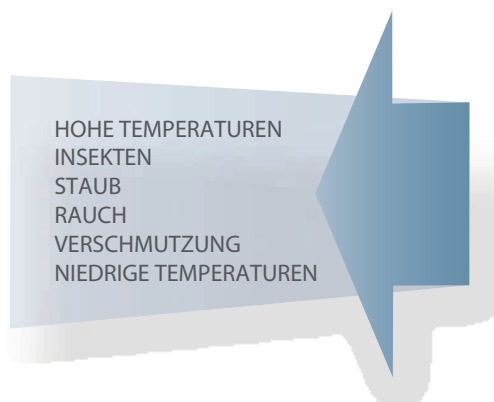 HOHE TEMPERATUREN
INSEKTEN
STAUB
RAUCH
VERSCHMUTZUNG
NIEDRIGE TEMPERATUREN